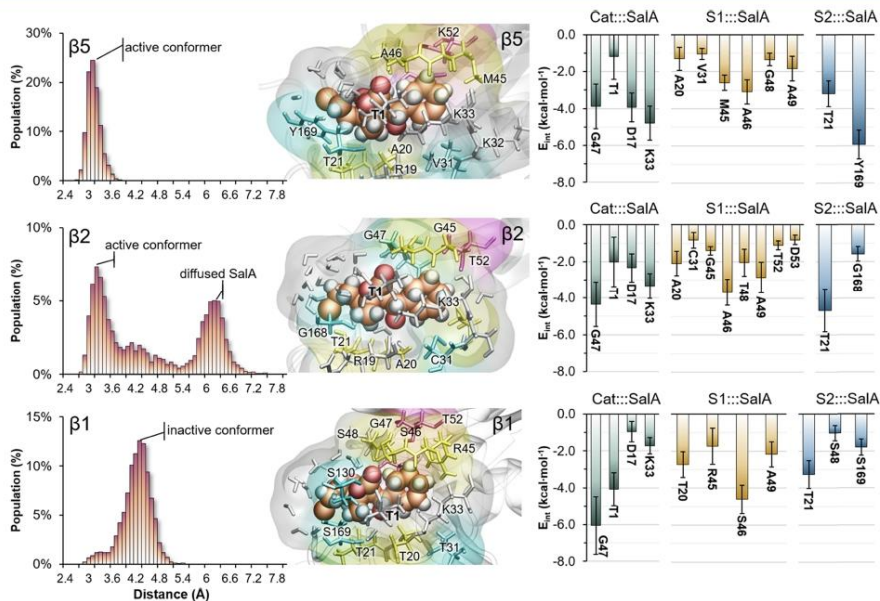 β5
active conformer
Population (%)
30%
20%
10%
0%
2.4 3 3.6 4.2 4.8 5.4 6 6.6 7.2 7.8
β5
K52
A46
M45
T1
K33
Y169
A20
K32
T21
V31
R19
Cat:::SalA
S1:::SalA
S2:::SalA
E int (kcal·mol-1)
0.0
-2.0
-4.0
-6.0
-8.0
G47
T1
D17
K33
A20
V31
M45
A46
G48
A49
T21
Y169
β2
active conformer
diffused SalA
Population (%)
10%
5%
0%
2.4 3 3.6 4.2 4.8 5.4 6 6.6 7.2 7.8
β2
G47
G45
T52
T1
K33
G168
T21
R19
A20
C31
Cat:::SalA
S1:::SalA
S2:::SalA
E int (kcal·mol-1)
0.0
-2.0
-4.0
-6.0
-8.0
G47
T1
D17
K33
A20
C31
G45
A46
T48
A49
T52
D53
T21
G168
β1
inactive conformer
Population (%)
15%
10%
5%
0%
2.4 3 3.6 4.2 4.8 5.4 6 6.6 7.2 7.8
Distance (Å)
β1
G47
T52
S48
S46
R45
S130
K33
T1
S169
T21
T20
T31
Cat:::SalA
S1:::SalA
S2:::SalA
E int (kcal·mol-1)
0.0
-2.0
-4.0
-6.0
-8.0
G47
T1
D17
K33
T20
R45
S46
A49
T21
S48
S169